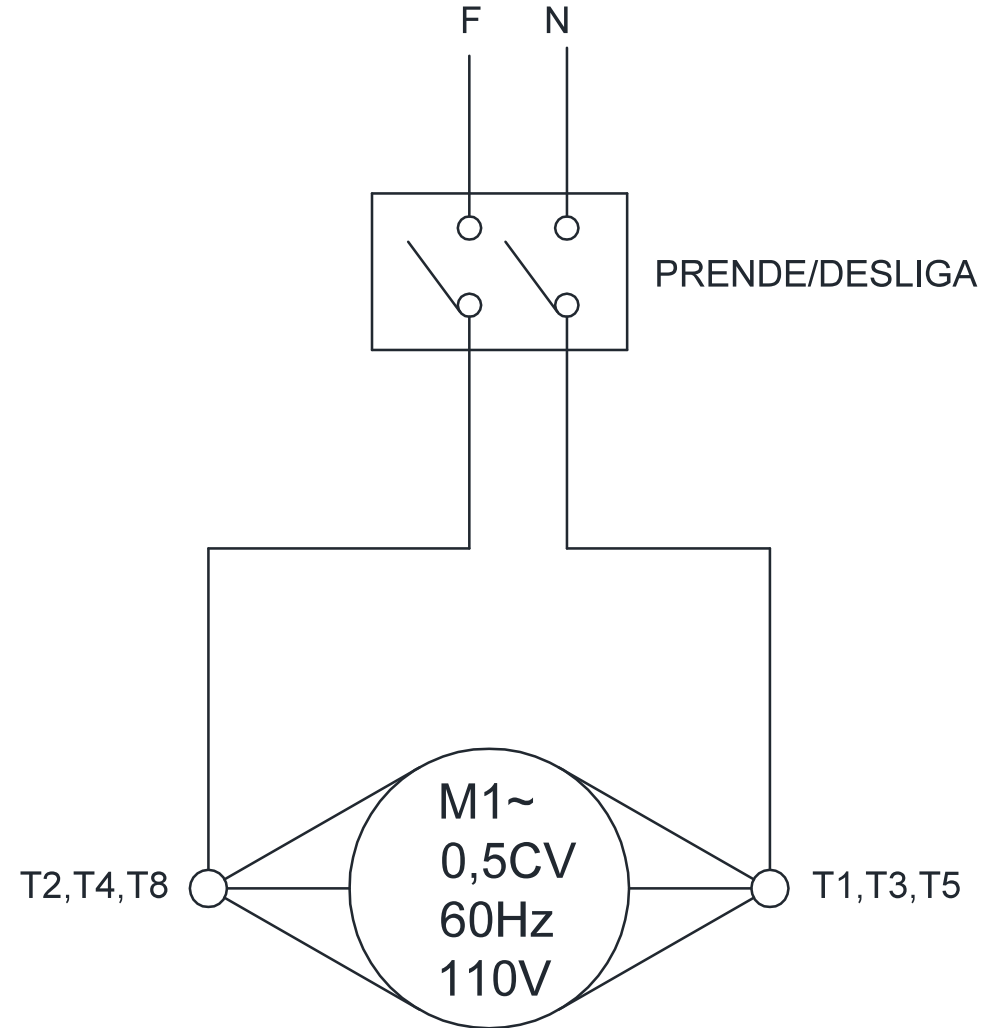 F N
PRENDE/DESLIGA
M1~
0,5CV
60Hz
110V
T2,T4,T8
T1,T3,T5